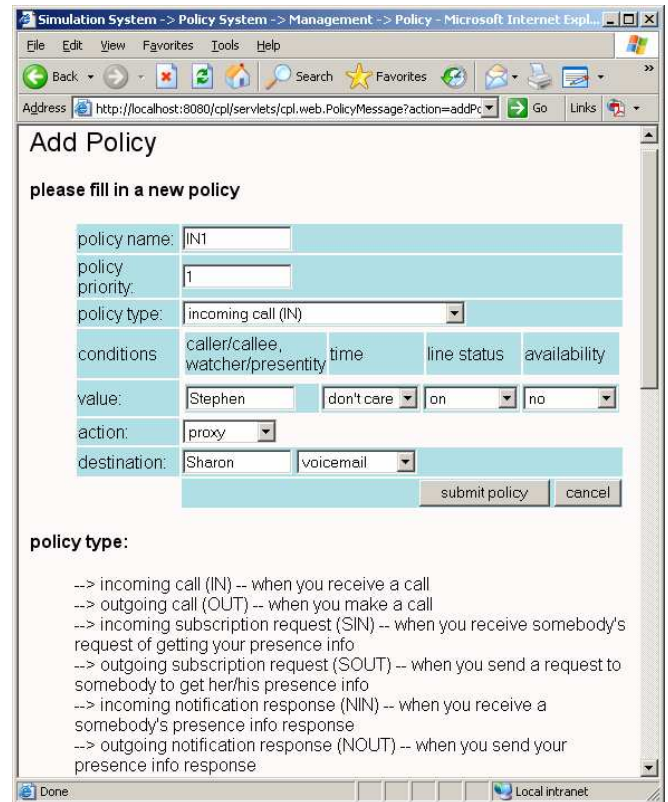 Simulation System -> Policy System -> Management -> Policy - Microsoft Internet Expl...
File Edit View Favorites Tools Help
Back Search Favorites »
Address http://localhost:8080/cpl/servlets/cpl.web.PolicyMessage?action=addPc Go Links
Add Policy
please fill in a new policy
policy name: IN1
policy
priority: 1
policy type: incoming call (IN)
conditions caller/callee, watcher/presentity time line status availability
value: Stephen don't care on no
action: proxy
destination: Sharon voicemail
submit policy cancel
policy type:
--> incoming call (IN) -- when you receive a call
--> outgoing call (OUT) -- when you make a call
--> incoming subscription request (SIN) -- when you receive somebody's
request of getting your presence info
--> outgoing subscription request (SOUT) -- when you send a request to
somebody to get her/his presence info
--> incoming notification response (NIN) -- when you receive a
somebody's presence info response
--> outgoing notification response (NOUT) -- when you send your
presence info response
Done Local intranet